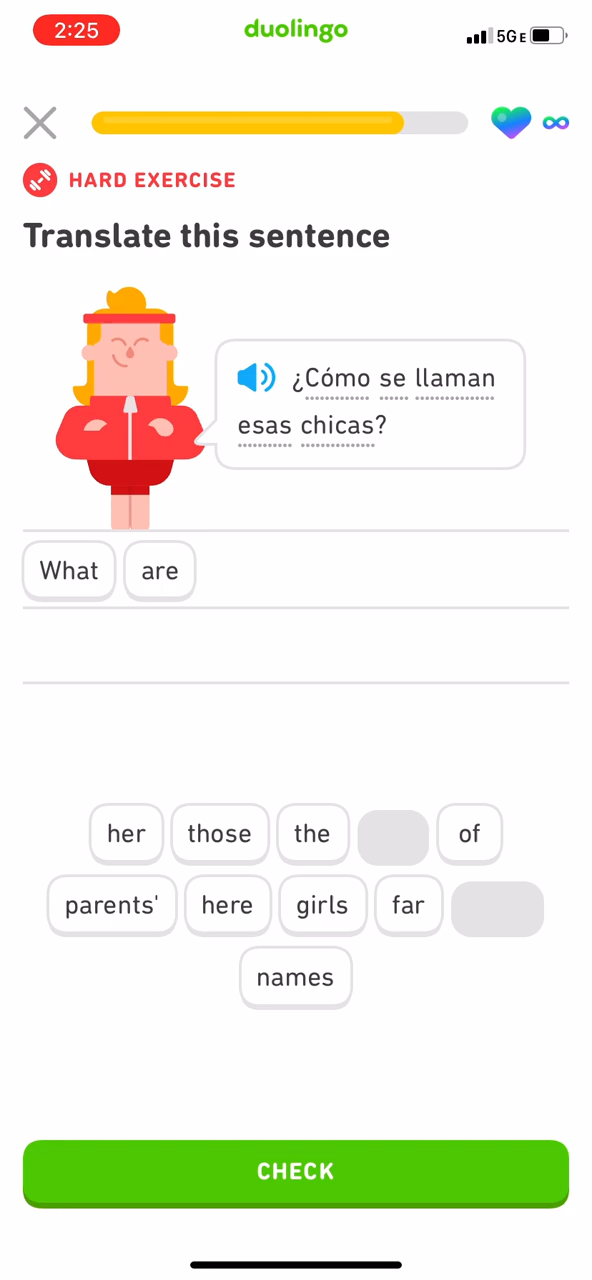 2:25
duolingo
5GE
HARD EXERCISE
Translate this sentence
¿Cómo se llaman
esas chicas?
What are
her those the of
parents' here girls far
names
CHECK